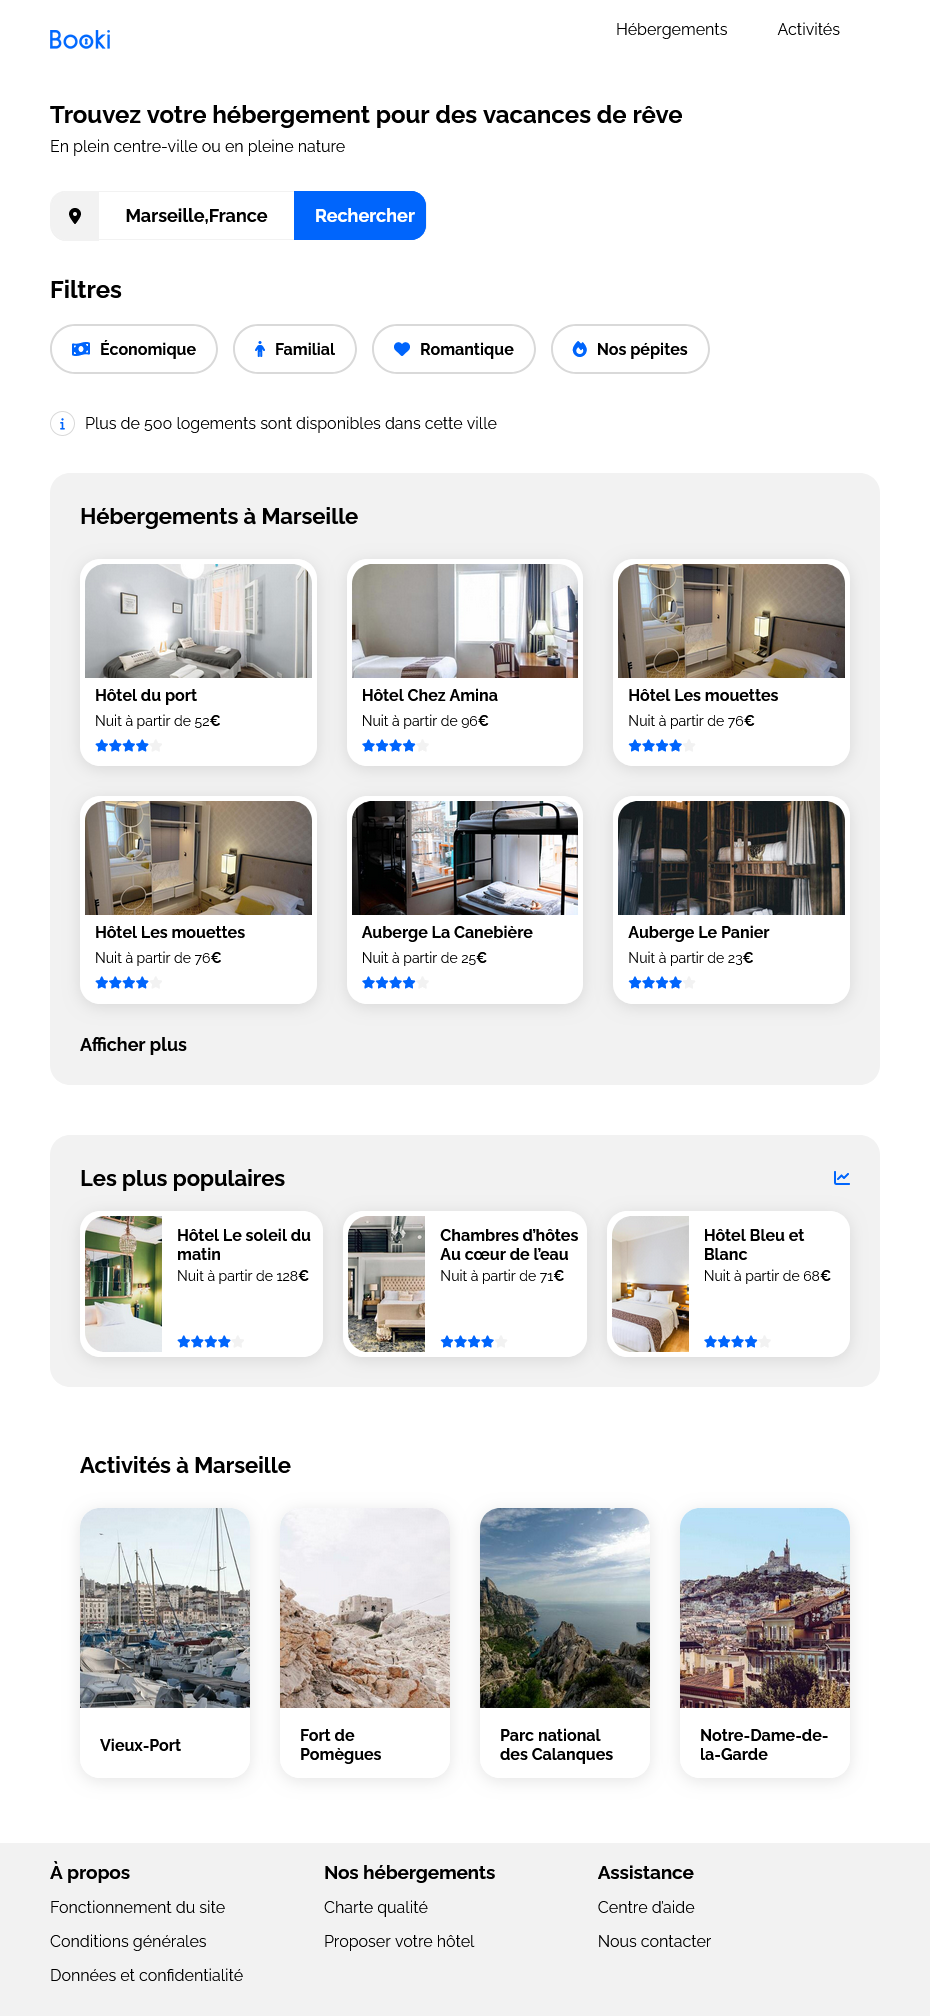 Booki
Hébergements
Activités
Trouvez votre hébergement pour des vacances de rêve
En plein centre-ville ou en pleine nature
Marseille,France
Rechercher
Filtres
Économique
Familial
Romantique
Nos pépites
Plus de 500 logements sont disponibles dans cette ville
Hébergements à Marseille
Hôtel du port
Nuit à partir de 52€
Hôtel Chez Amina
Nuit à partir de 96€
Hôtel Les mouettes
Nuit à partir de 76€
Hôtel Les mouettes
Nuit à partir de 76€
Auberge La Canebière
Nuit à partir de 25€
Auberge Le Panier
Nuit à partir de 23€
Afficher plus
Les plus populaires
Hôtel Le soleil du
matin
Nuit à partir de 128€
Chambres d'hôtes
Au cœur de l'eau
Nuit à partir de 71€
Hôtel Bleu et
Blanc
Nuit à partir de 68€
Activités à Marseille
Vieux-Port
Fort de
Pomègues
Parc national
des Calanques
Notre-Dame-de-
la-Garde
À propos
Fonctionnement du site
Conditions générales
Données et confidentialité
Nos hébergements
Charte qualité
Proposer votre hôtel
Assistance
Centre d'aide
Nous contacter